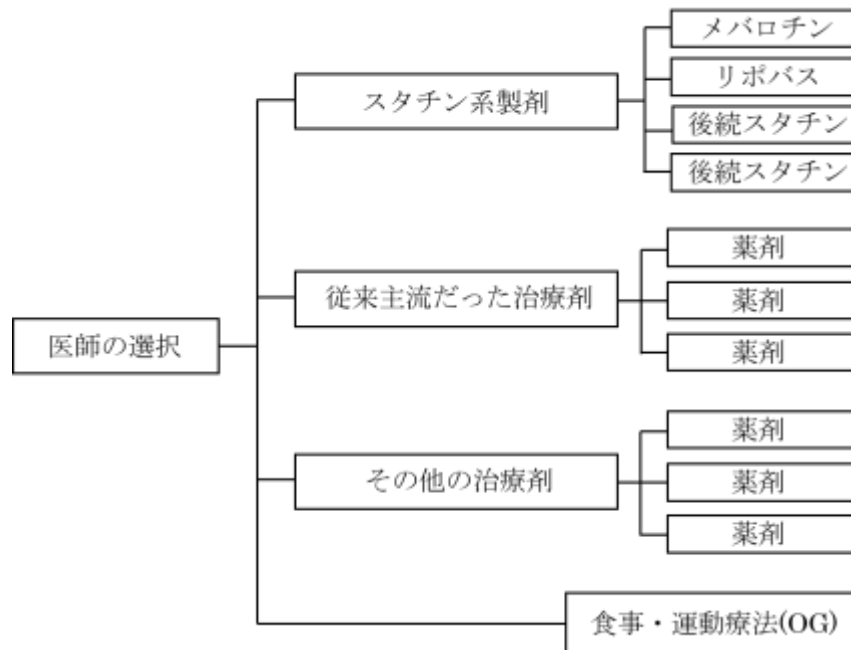 メバロチン
リポバス
スタチン系製剤
後続スタチン
後続スタチン
薬剤
従来主流だった治療剤
薬剤
医師の選択
薬剤
薬剤
その他の治療剤
薬剤
薬剤
食事・運動療法(OG)